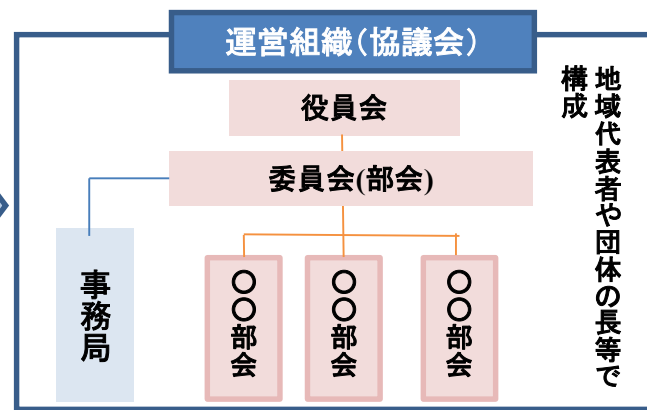 運営組織（協議会）
役員会
委員会(部会)
地域代表者や団体の長等で
構成
事務局
〇〇部会
〇〇部会
〇〇部会